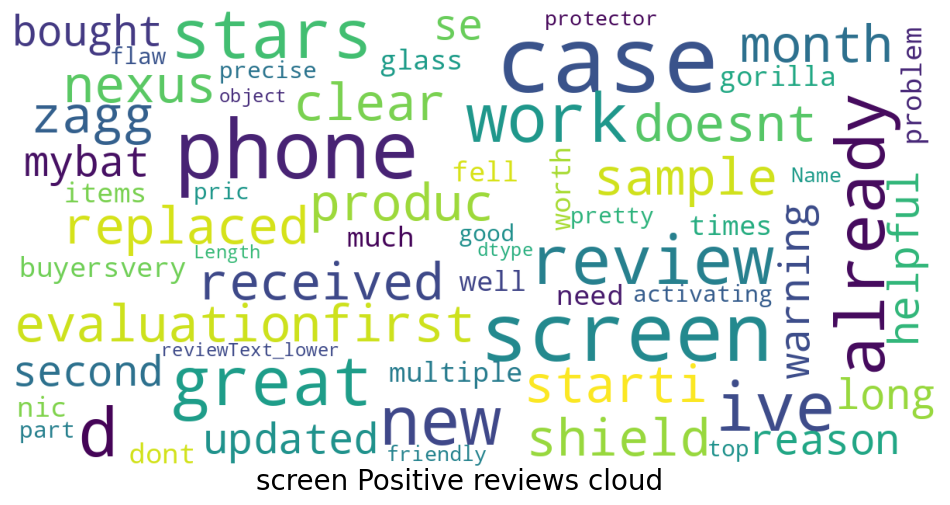 bought
stars
se
protector
case
month
flaw
glass
problem
nexus
precise
gorilla
object
clear
zagg
work
doesnt
already
phone
mybat
fell
worth
sample
Name
items
pric
produc
helpful
replaced
pretty
times
warning
much
good
Length
dtype
review
buyersvery
received
well
need
activating
evaluationfirst
screen
reviewText_lower
second
great
multiple
starti
ive
long
nic
d
new
part
updated
shield
reason
dont
friendly
top
screen Positive reviews cloud